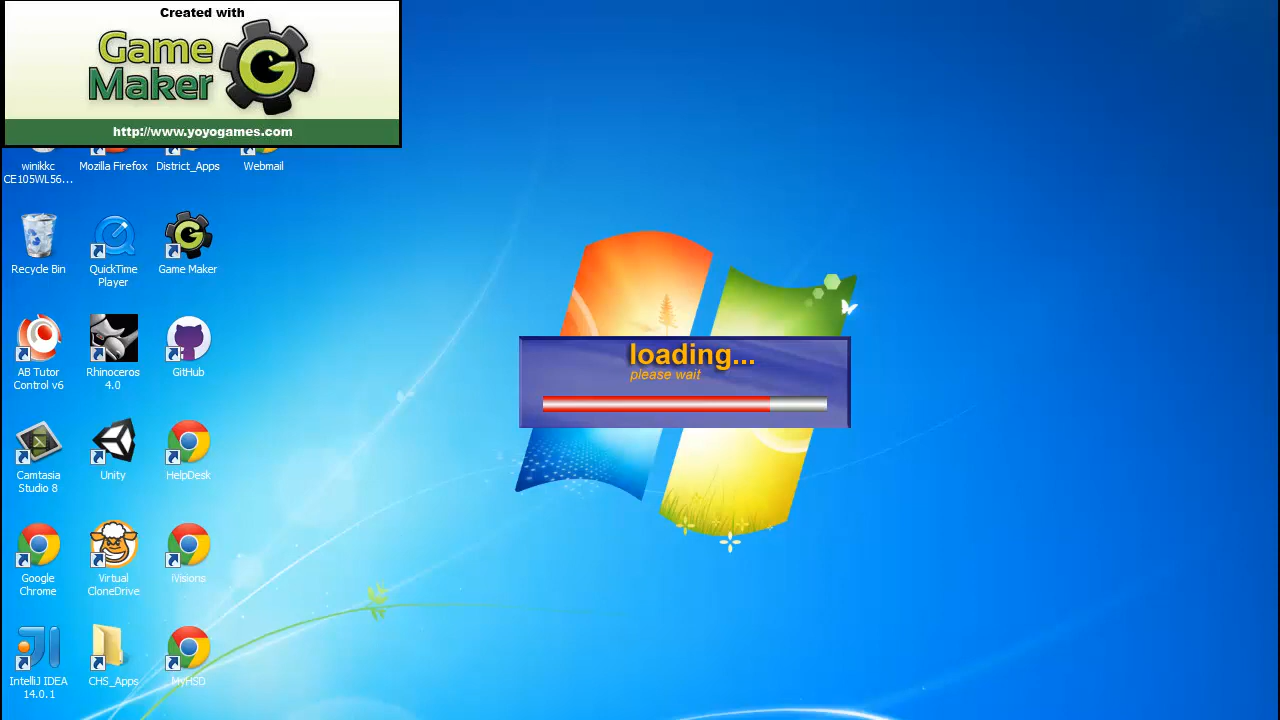 Created with
Game
Maker
http://www.yoyogames.com
winikkc
CE105WL56...
Mozilla Firefox
District_Apps
Webmail
Recycle Bin
QuickTime
Player
Game Maker
loading...
please wait
AB Tutor
Control v6
Rhinoceros
4.0
GitHub
Camtasia
Studio 8
Unity
HelpDesk
Google
Chrome
Virtual
CloneDrive
iVisions
IntelliJ IDEA
14.0.1
CHS_Apps
MyHSD